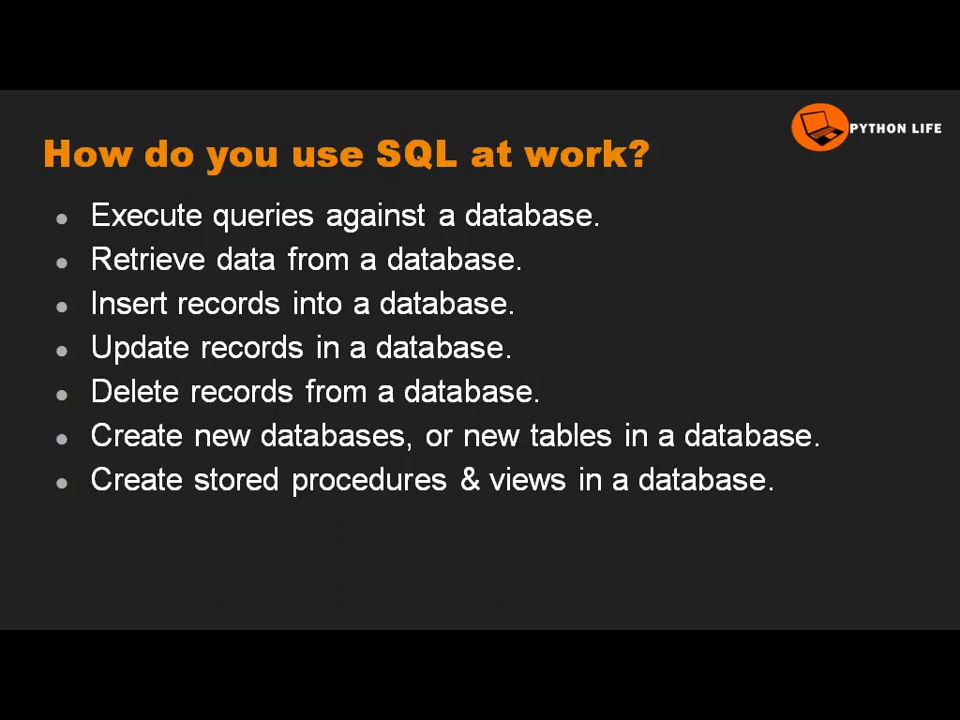 PYTHON LIFE
How do you use SQL at work?
● Execute queries against a database.
● Retrieve data from a database.
● Insert records into a database.
● Update records in a database.
● Delete records from a database.
● Create new databases, or new tables in a database.
● Create stored procedures & views in a database.